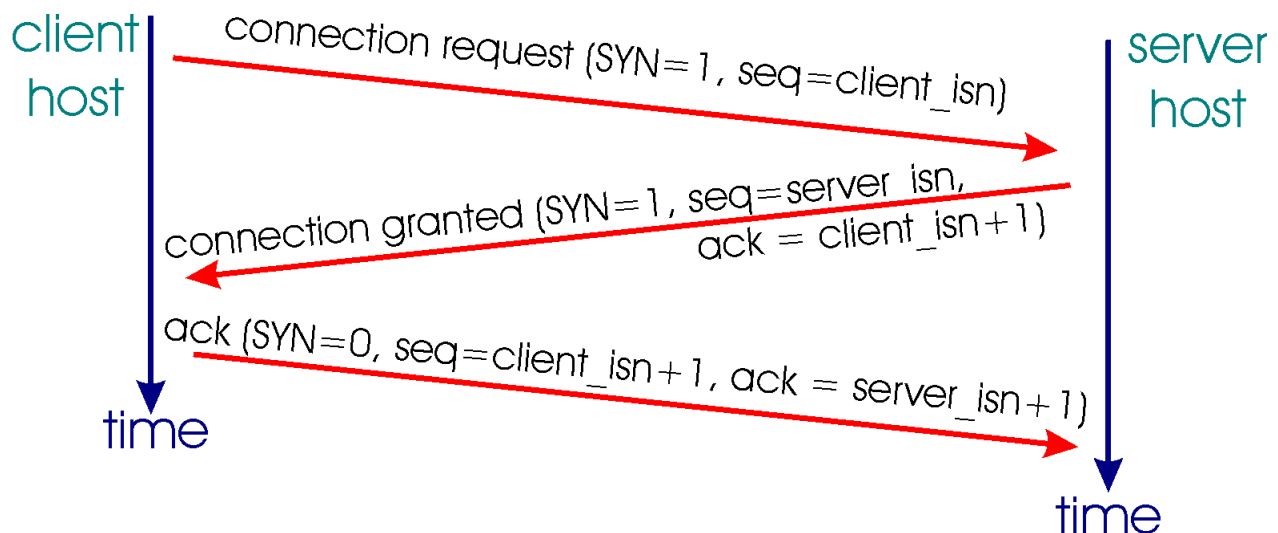 client
host
connection request (SYN=1, seq=client_isn)
server
host
connection granted (SYN=1, seq=server_isn,
ack = client_isn+1)
ack (SYN=0, seq=client_isn+1, ack = server_isn+1)
time
time